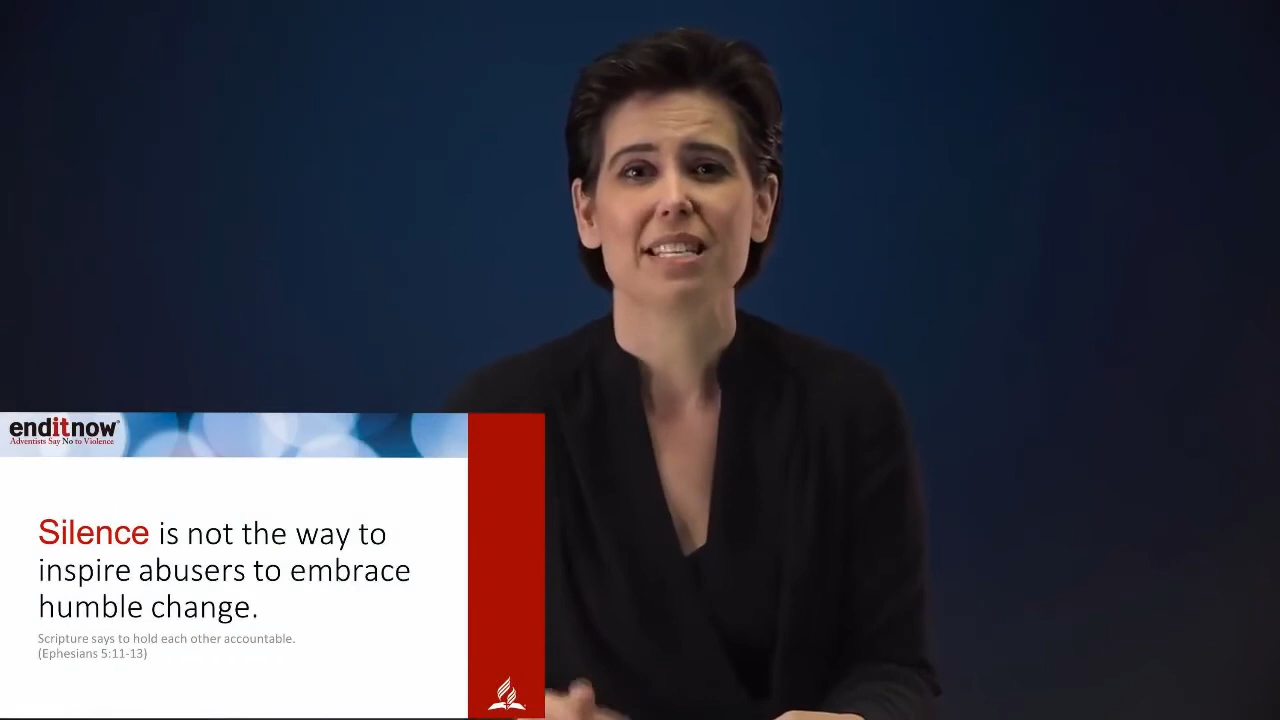 enditnow®
Adventists Say No to Violence
Silence is not the way to
inspire abusers to embrace
humble change.
Scripture says to hold each other accountable.
(Ephesians 5:11-13)